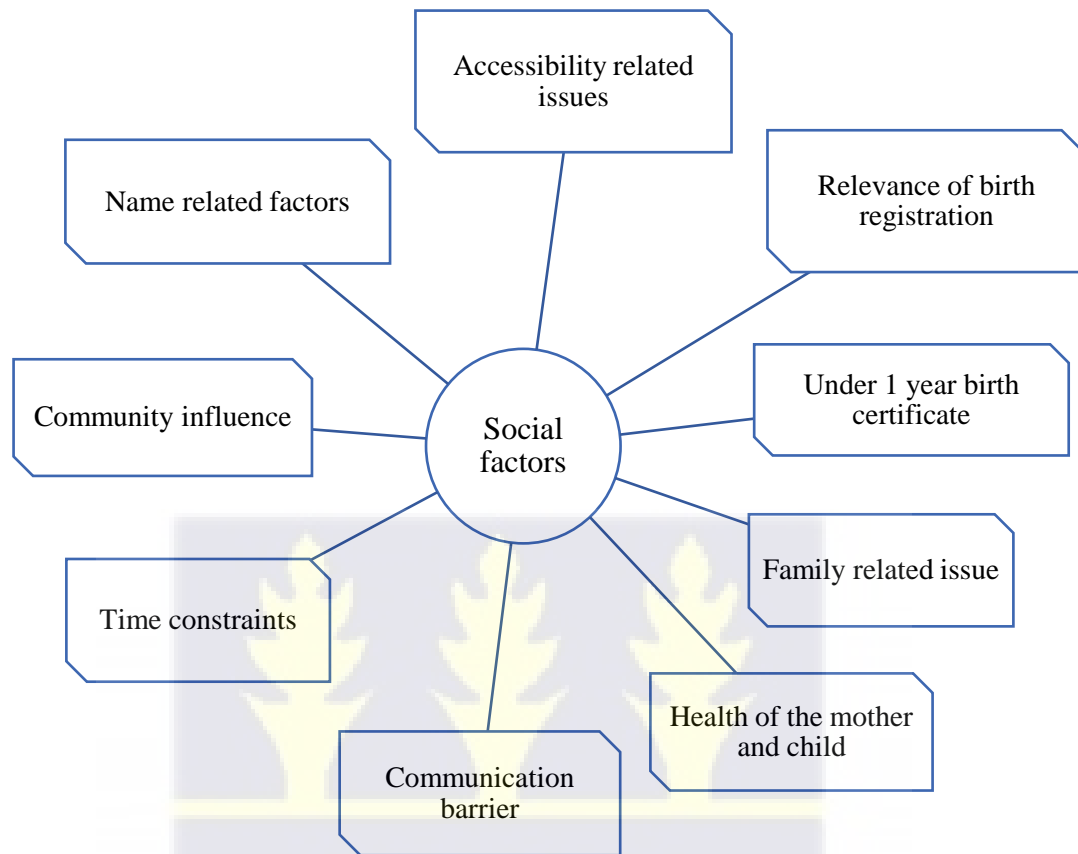 Accessibility related
issues
Relevance of birth
registration
Name related factors
Under 1 year birth
certificate
Community influence
Social
factors
Family related issue
Time constraints
Health of the mother
and child
Communication
barrier